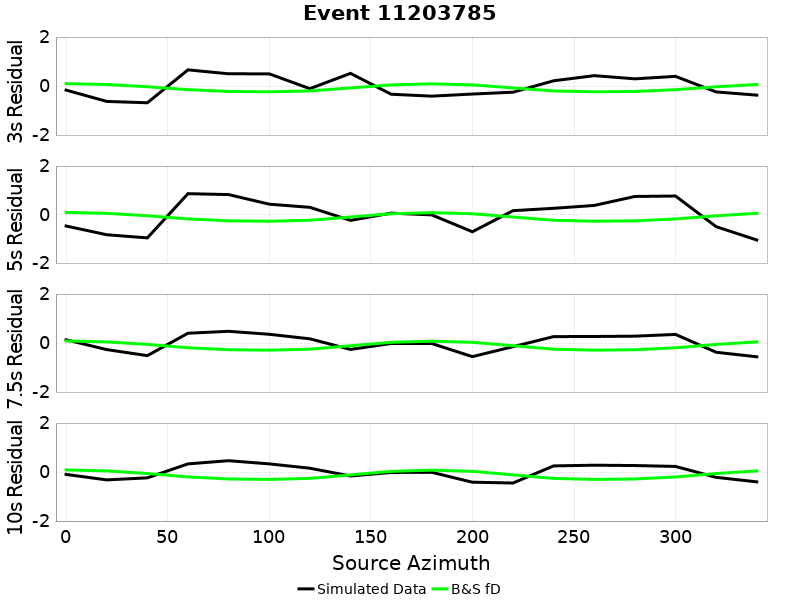 Event 11203785
3s Residual
2
0
-2
5s Residual
2
0
-2
7.5s Residual
2
0
-2
10s Residual
2
0
-2
0 50 100 150 200 250 300
Source Azimuth
Simulated Data B&S fD